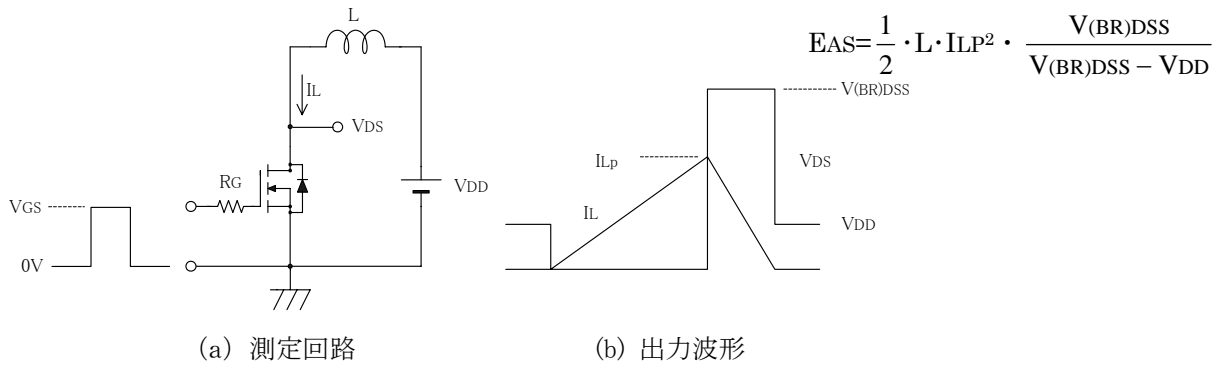 L
EAS=1/2・L・ILP²・V(BR)DSS/V(BR)DSS－VDD
V(BR)DSS
IL
VDS
ILp
VDS
RG
VDD
VGS
IL
VDD
0V
(a) 測定回路
(b) 出力波形